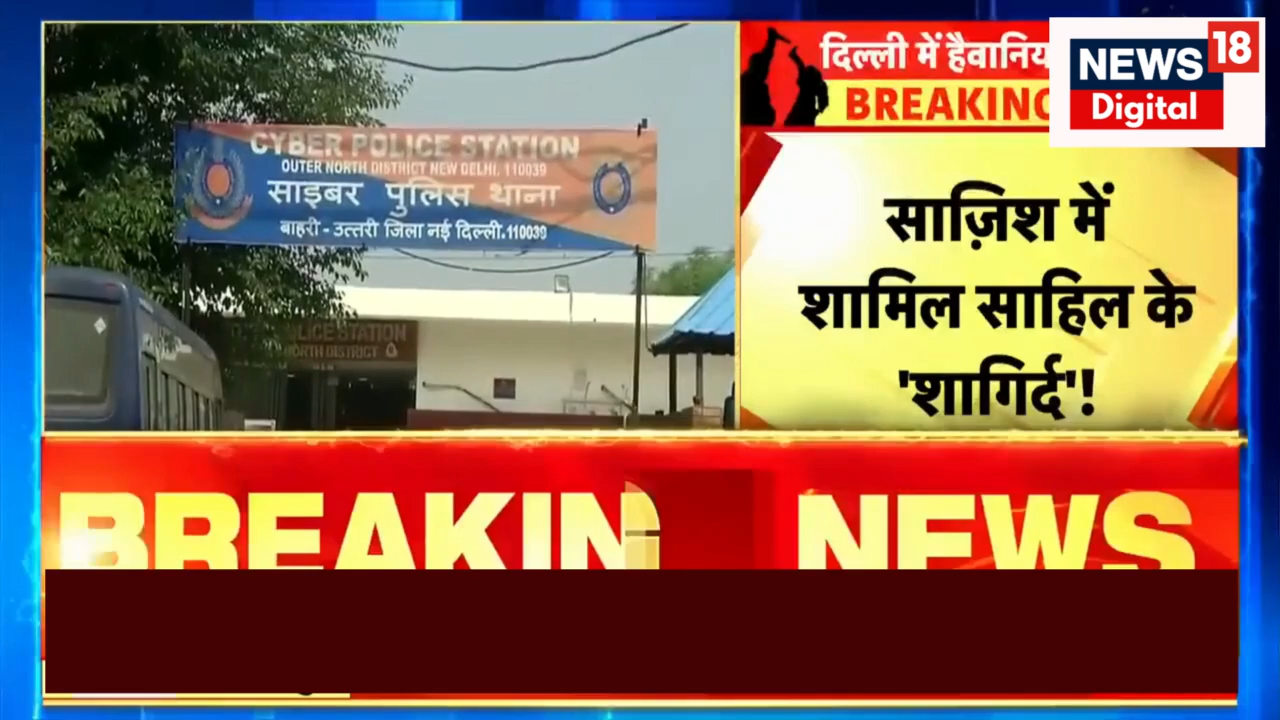 CYBER POLICE STATION
OUTER NORTH DISTRICT NEW DELHI. 110039
साइबर पुलिस थाना
बाहरी - उत्तरी जिला नई दिल्ली.110039
POLICE STATION
NORTH DISTRICT
दिल्ली में
BREAKING
NEWS 18
Digital
साज़िश में
शामिल साहिल के
'शागिर्द'!
BREAKIN NEWS